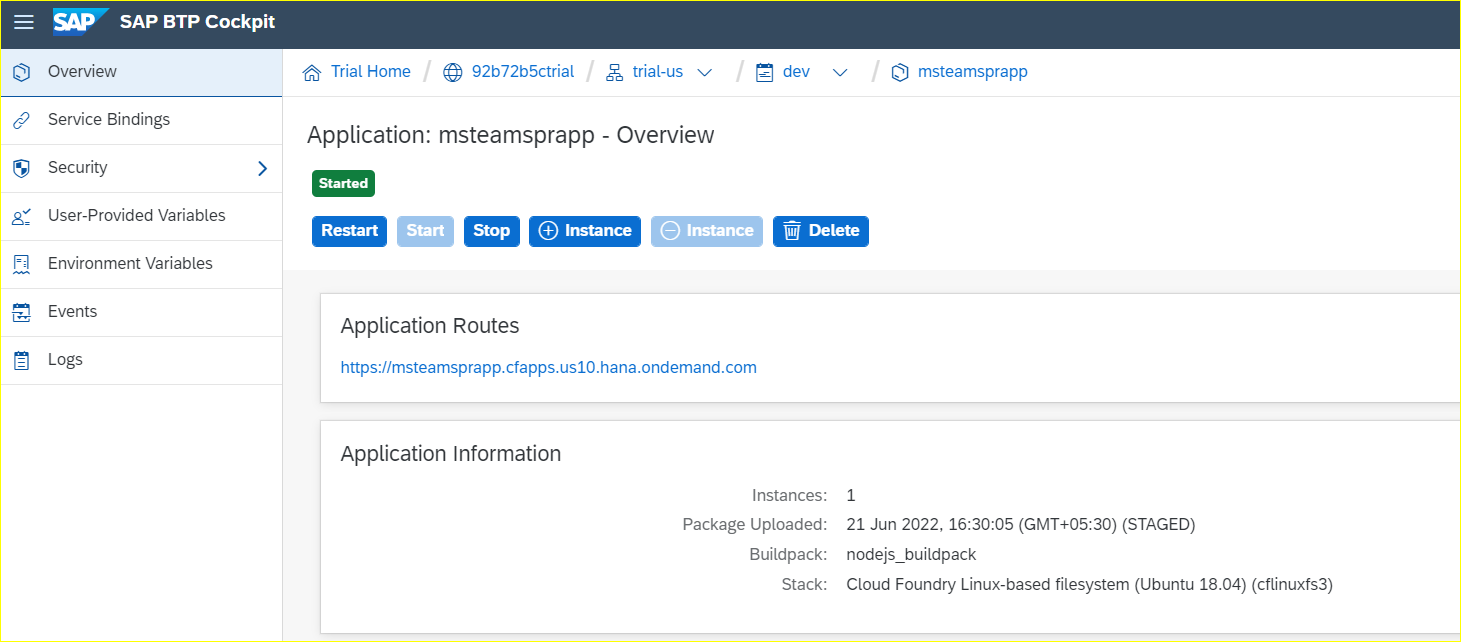 SAP SAP BTP Cockpit
Overview
Service Bindings
Security
User-Provided Variables
Environment Variables
Events
Logs
Trial Home / 92b72b5ctrial / trial-us / dev / msteamsprapp
Application: msteamsprapp - Overview
Started
Restart Start Stop Instance Instance Delete
Application Routes
https://msteamsprapp.cfapps.us10.hana.ondemand.com
Application Information
Instances: 1
Package Uploaded: 21 Jun 2022, 16:30:05 (GMT+05:30) (STAGED)
Buildpack: nodejs_buildpack
Stack: Cloud Foundry Linux-based filesystem (Ubuntu 18.04) (cflinuxfs3)